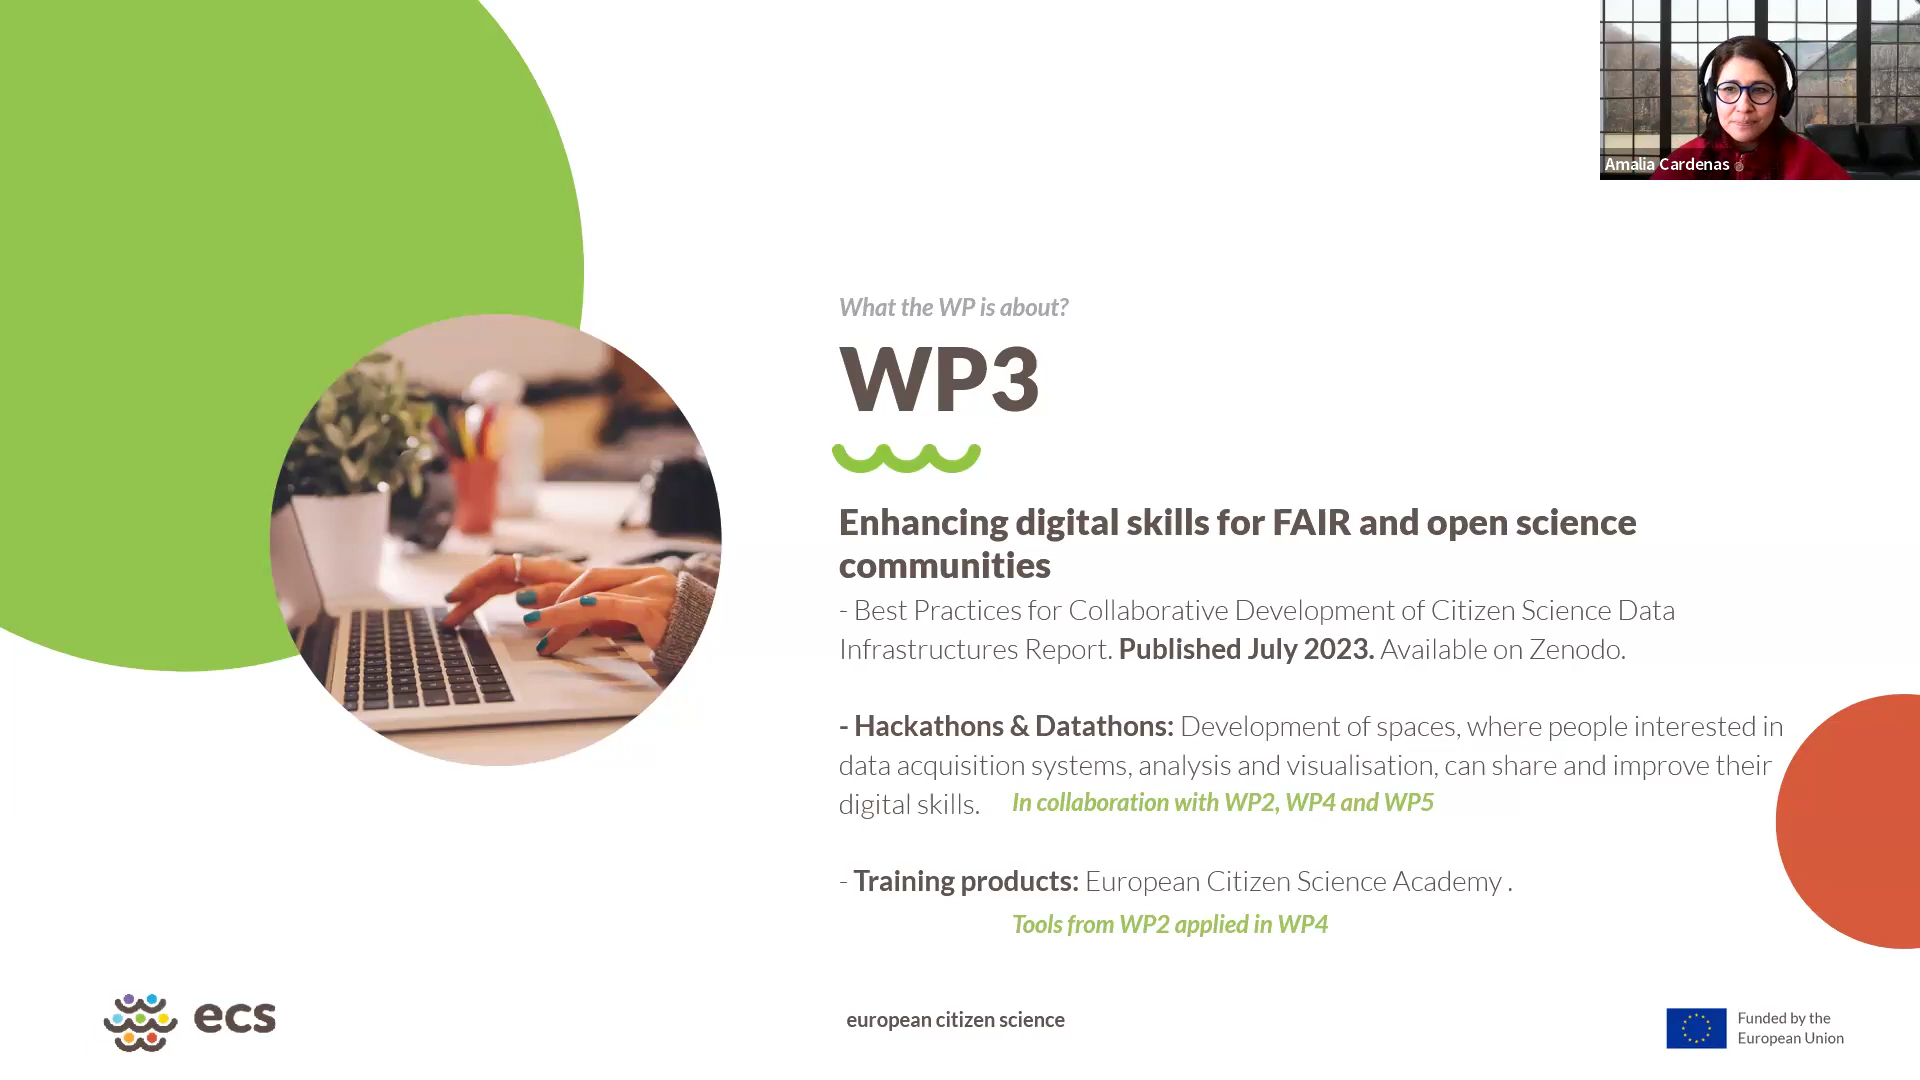 Amalia Cardenas
What the WP is about?
WP3
Enhancing digital skills for FAIR and open science
communities
- Best Practices for Collaborative Development of Citizen Science Data
Infrastructures Report. Published July 2023. Available on Zenodo.
- Hackathons & Datathons: Development of spaces, where people interested in
data acquisition systems, analysis and visualisation, can share and improve their
digital skills.
In collaboration with WP2, WP4 and WP5
- Training products: European Citizen Science Academy .
Tools from WP2 applied in WP4
ecs
european citizen science
Funded by the
European Union